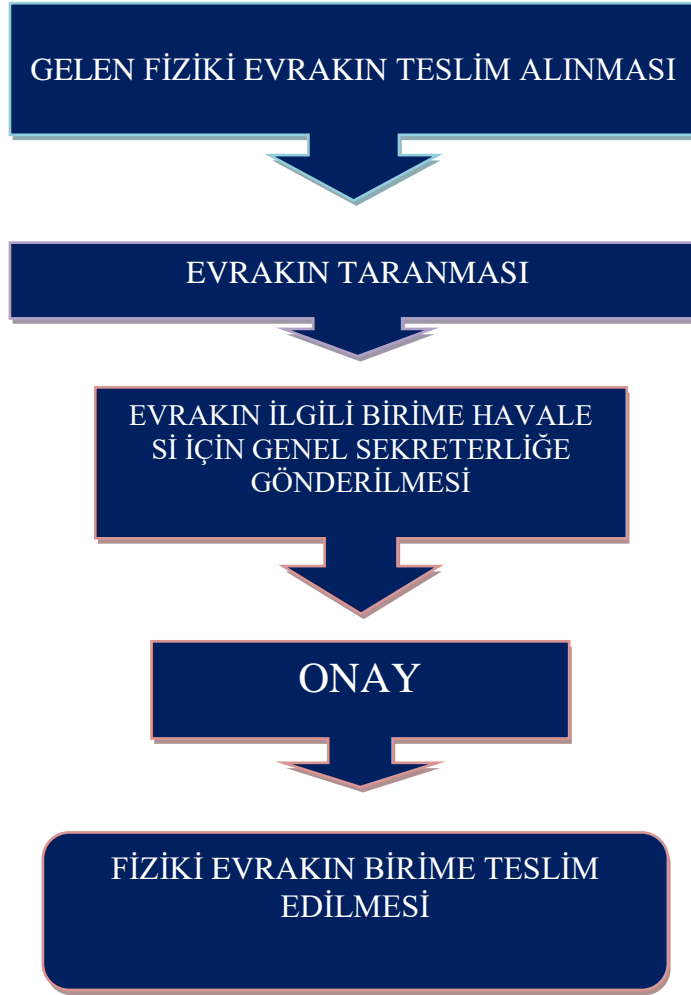 GELEN FİZİKİ EVRAKIN TESLİM ALINMASI
EVRAKIN TARANMASI
EVRAKIN İLGİLİ BİRİME HAVALE
Sİ İÇİN GENEL SEKRETERLİĞE
GÖNDERİLMESİ
ONAY
FİZİKİ EVRAKIN BİRİME TESLİM
EDİLMESİ